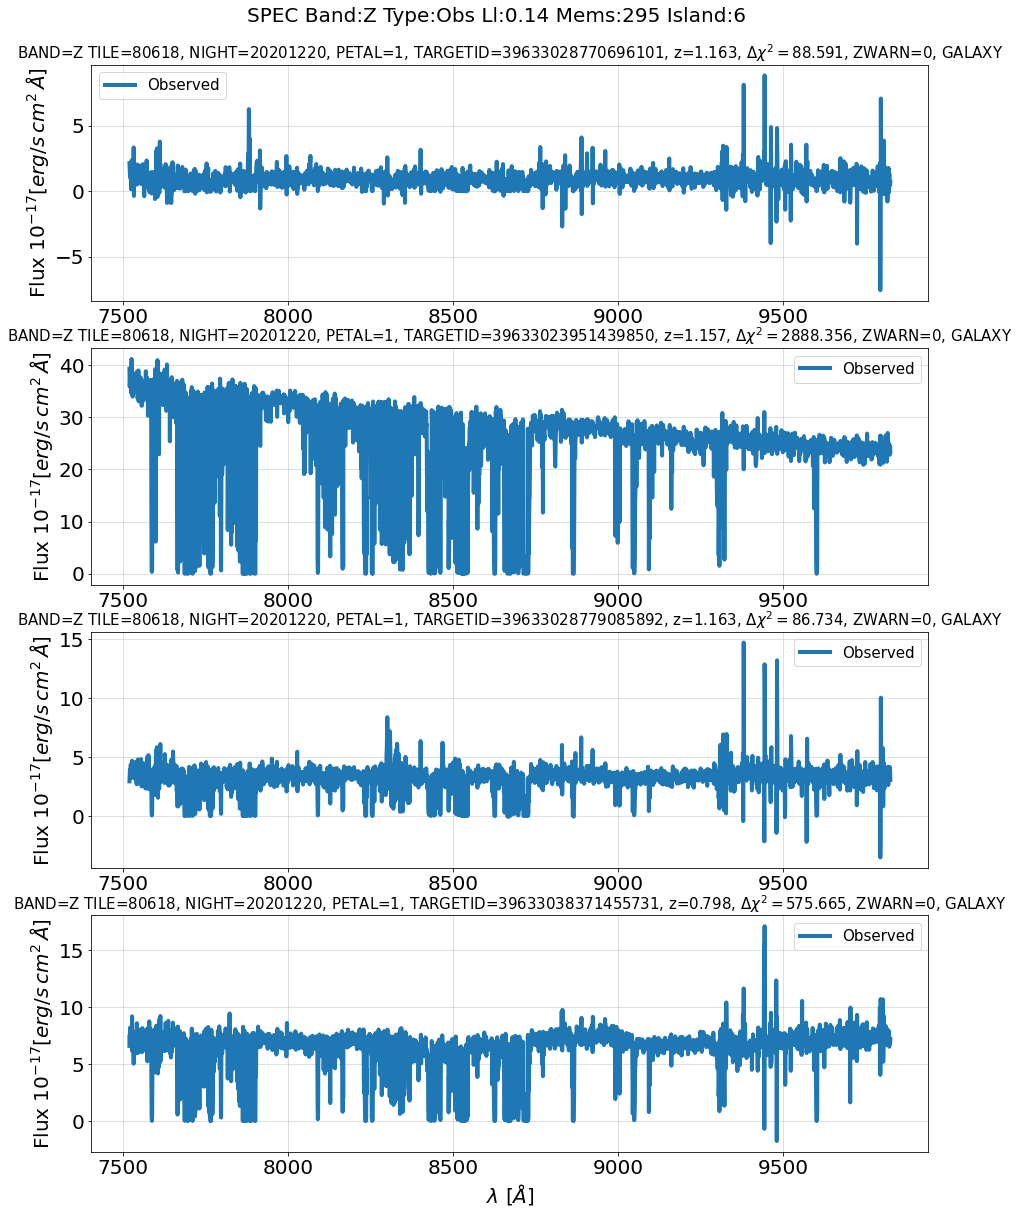 SPEC Band:Z Type:Obs Ll:0.14 Mems:295 Island:6
BAND=Z TILE=80618, NIGHT=20201220, PETAL=1, TARGETID=39633028770696101, z=1.163, Δχ² = 88.591, ZWARN=0, GALAXY
Flux 10⁻¹⁷[erg/s cm² Å]
5
0
−5
Observed
7500 8000 8500 9000 9500
BAND=Z TILE=80618, NIGHT=20201220, PETAL=1, TARGETID=39633023951439850, z=1.157, Δχ² = 2888.356, ZWARN=0, GALAXY
Flux 10⁻¹⁷[erg/s cm² Å]
40
30
20
10
0
Observed
7500 8000 8500 9000 9500
BAND=Z TILE=80618, NIGHT=20201220, PETAL=1, TARGETID=39633028779085892, z=1.163, Δχ² = 86.734, ZWARN=0, GALAXY
Flux 10⁻¹⁷[erg/s cm² Å]
15
10
5
0
Observed
7500 8000 8500 9000 9500
BAND=Z TILE=80618, NIGHT=20201220, PETAL=1, TARGETID=39633038371455731, z=0.798, Δχ² = 575.665, ZWARN=0, GALAXY
Flux 10⁻¹⁷[erg/s cm² Å]
15
10
5
0
Observed
7500 8000 8500 9000 9500
λ [Å]